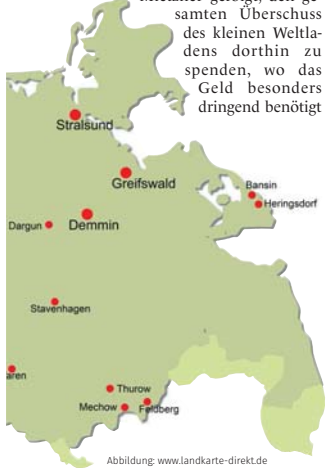 samten Überschuss
des kleinen Weltla-
dens dorthin zu
spenden, wo das
Geld besonders
dringend benötigt
Stralsund
Greifswald
Bansin
Heringsdorf
Dargun
Demmin
Stavenhagen
aren
Thurow
Mechow
Feldberg
Abbildung: www.landkarte-direkt.de